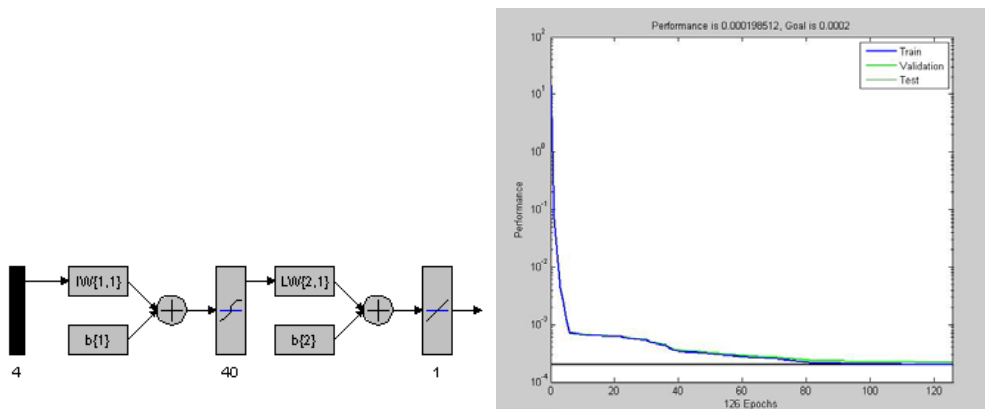 IW{1,1}
b{1}
LW{2,1}
b{2}
4
40
1
Performance is 0.000198512, Goal is 0.0002
Train
Validation
Test
Performance
10^2
10^1
10^0
10^-1
10^-2
10^-3
10^-4
0 20 40 60 80 100 120
126 Epochs